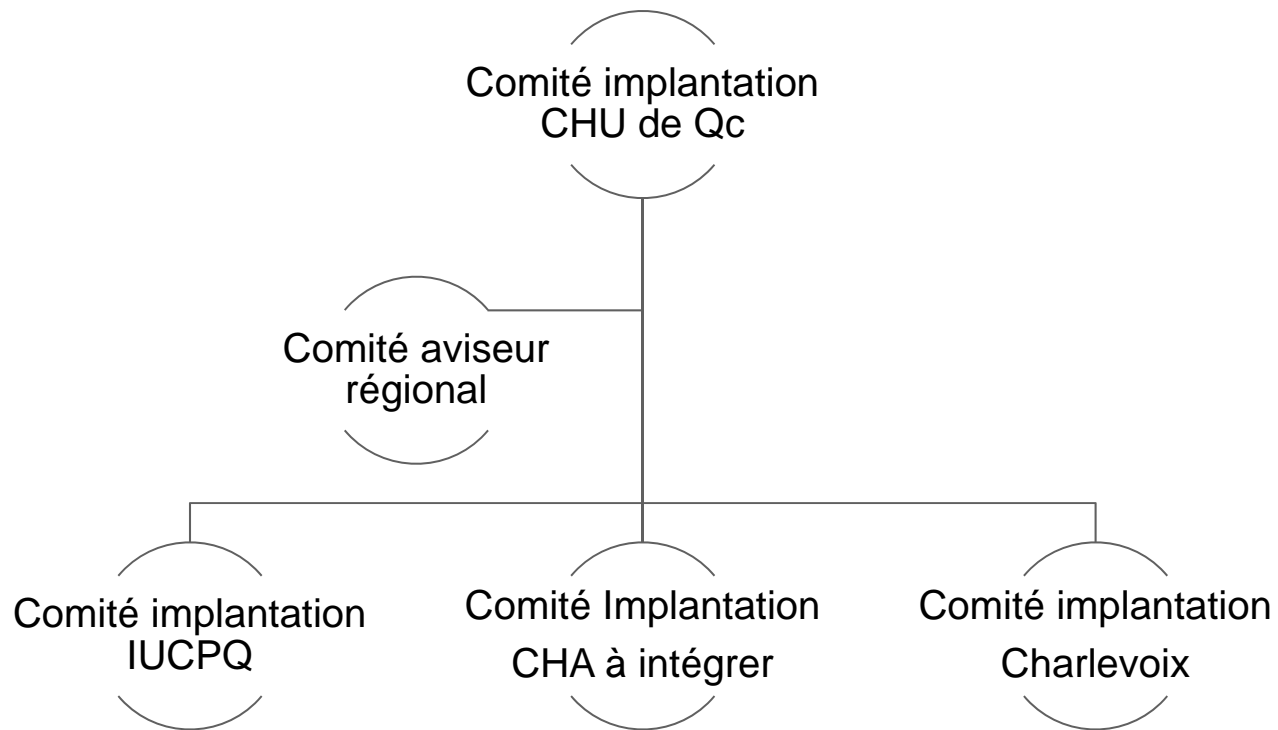 Comité implantation
CHU de Qc
Comité aviseur
régional
Comité implantation
IUCPQ
Comité Implantation
CHA à intégrer
Comité implantation
Charlevoix